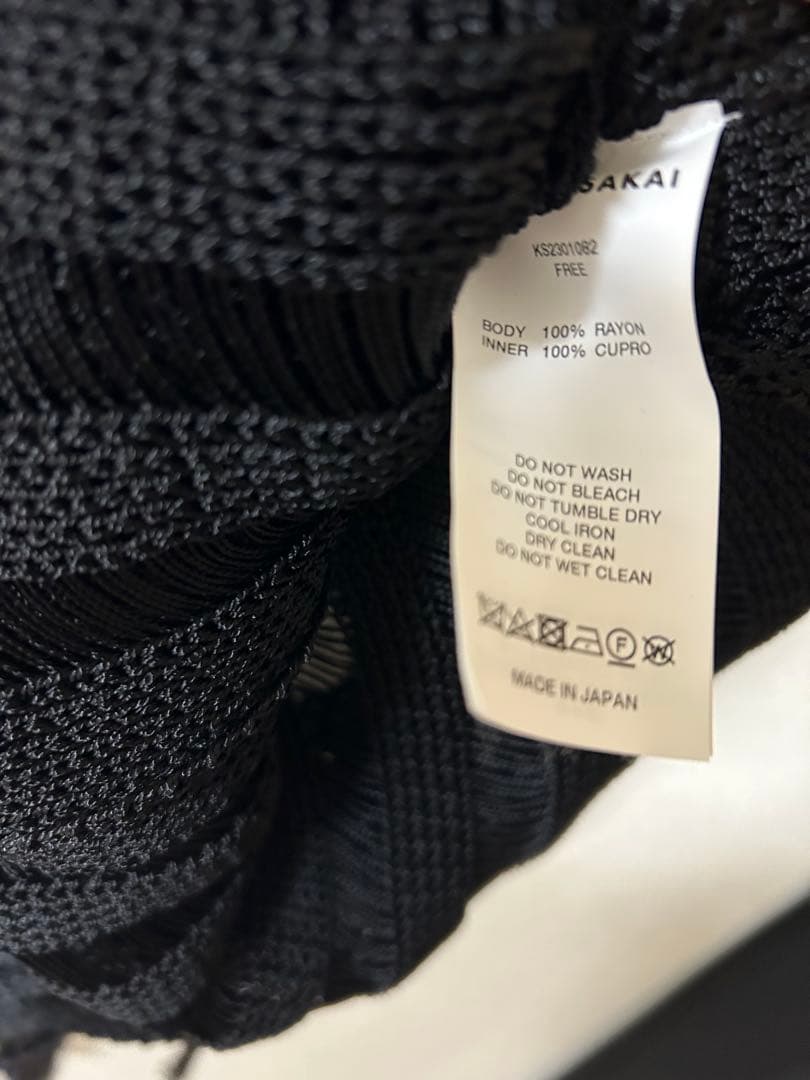 SAKAI
KS2301082
FREE
BODY 100% RAYON
INNER 100% CUPRO
DO NOT WASH
DO NOT BLEACH
DO NOT TUMBLE DRY
COOL IRON
DRY CLEAN
DO NOT WET CLEAN
F W
MADE IN JAPAN